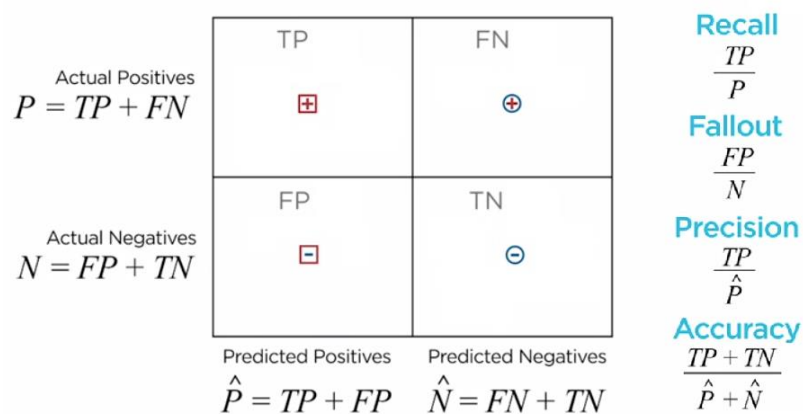 TP
FN
Actual Positives
P = TP + FN
FP
TN
Actual Negatives
N = FP + TN
Predicted Positives
P̂ = TP + FP
Predicted Negatives
N̂ = FN + TN
Recall
TP
P
Fallout
FP
N
Precision
TP
P̂
Accuracy
TP + TN
P̂ + N̂